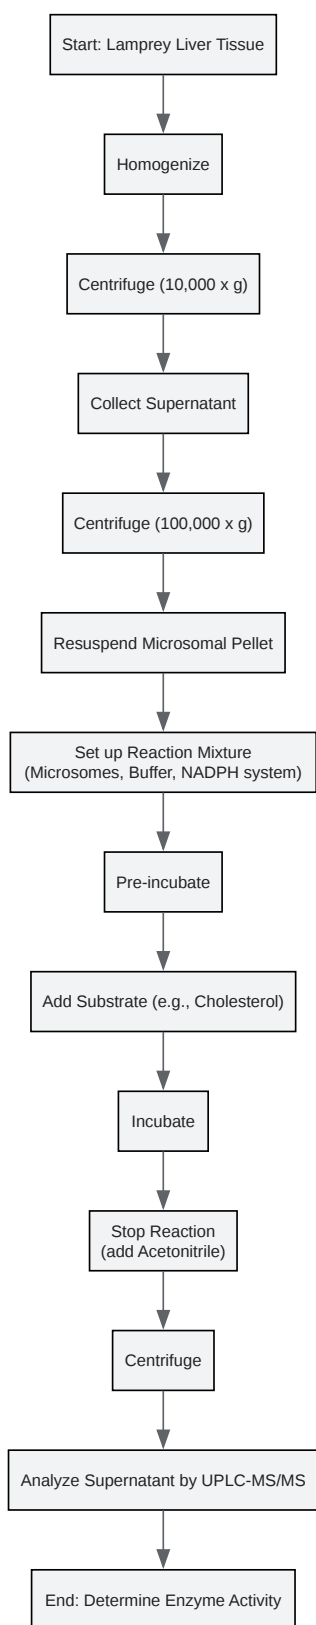 Start: Lamprey Liver Tissue
Homogenize
Centrifuge (10,000 x g)
Collect Supernatant
Centrifuge (100,000 x g)
Resuspend Microsomal Pellet
Set up Reaction Mixture
(Microsomes, Buffer, NADPH system)
Pre-incubate
Add Substrate (e.g., Cholesterol)
Incubate
Stop Reaction
(add Acetonitrile)
Centrifuge
Analyze Supernatant by UPLC-MS/MS
End: Determine Enzyme Activity